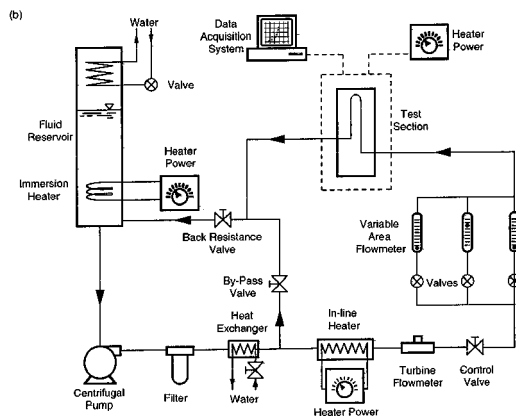 (b)
Water
Valve
Fluid
Reservoir
Immersion
Heater
Heater
Power
Data
Acquisition
System
Heater
Power
Test
Section
Back Resistance
Valve
Variable
Area
Flowmeter
Valves
By-Pass
Valve
Heat
Exchanger
In-line
Heater
Centrifugal
Pump
Filter
Water
Heater Power
Turbine
Flowmeter
Control
Valve